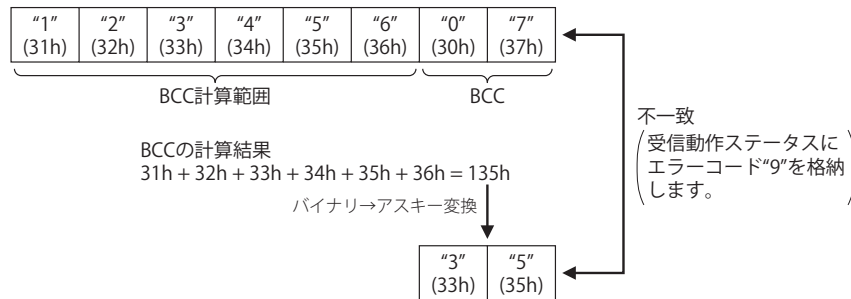 “1” “2” “3” “4” “5” “6” “0” “7”
(31h) (32h) (33h) (34h) (35h) (36h) (30h) (37h)
BCC計算範囲 BCC
不一致
受信動作ステータスに
エラーコード“9”を格納
します。
BCCの計算結果
31h + 32h + 33h + 34h + 35h + 36h = 135h
バイナリ→アスキー変換
“3” “5”
(33h) (35h)